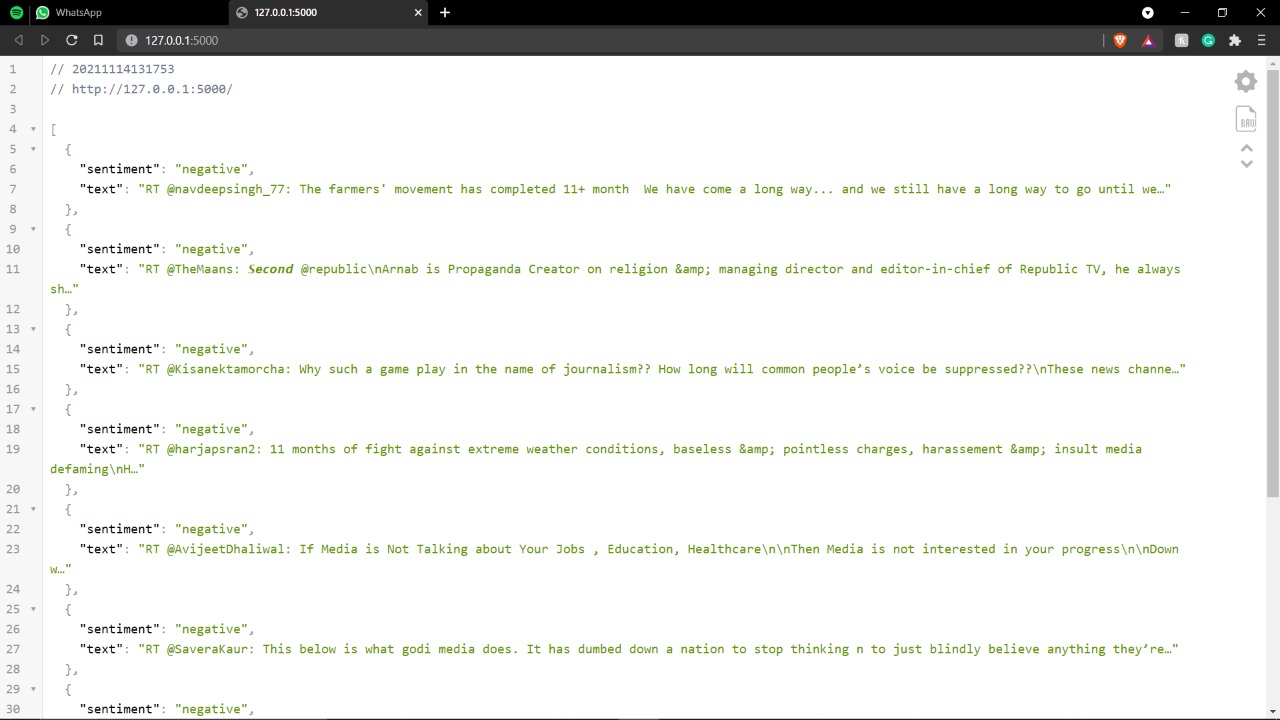 WhatsApp
127.0.0.1:5000
127.0.0.1:5000
RAW
1 // 20211114131753
2 // http://127.0.0.1:5000/
3
4 [
5 {
6 "sentiment": "negative",
7 "text": "RT @navdeepsingh_77: The farmers' movement has completed 11+ month  We have come a long way... and we still have a long way to go until we…"
8 },
9 {
10 "sentiment": "negative",
11 "text": "RT @TheMaans: 𝑺𝒆𝒄𝒐𝒏𝒅 @republic\nArnab is Propaganda Creator on religion &amp; managing director and editor-in-chief of Republic TV, he always
sh…"
12 },
13 {
14 "sentiment": "negative",
15 "text": "RT @Kisanektamorcha: Why such a game play in the name of journalism?? How long will common people’s voice be suppressed??\nThese news channe…"
16 },
17 {
18 "sentiment": "negative",
19 "text": "RT @harjapsran2: 11 months of fight against extreme weather conditions, baseless &amp; pointless charges, harassement &amp; insult media
defaming\nH…"
20 },
21 {
22 "sentiment": "negative",
23 "text": "RT @AvijeetDhaliwal: If Media is Not Talking about Your Jobs , Education, Healthcare\n\nThen Media is not interested in your progress\n\nDown
w…"
24 },
25 {
26 "sentiment": "negative",
27 "text": "RT @SaveraKaur: This below is what godi media does. It has dumbed down a nation to stop thinking n to just blindly believe anything they’re…"
28 },
29 {
30 "sentiment": "negative",